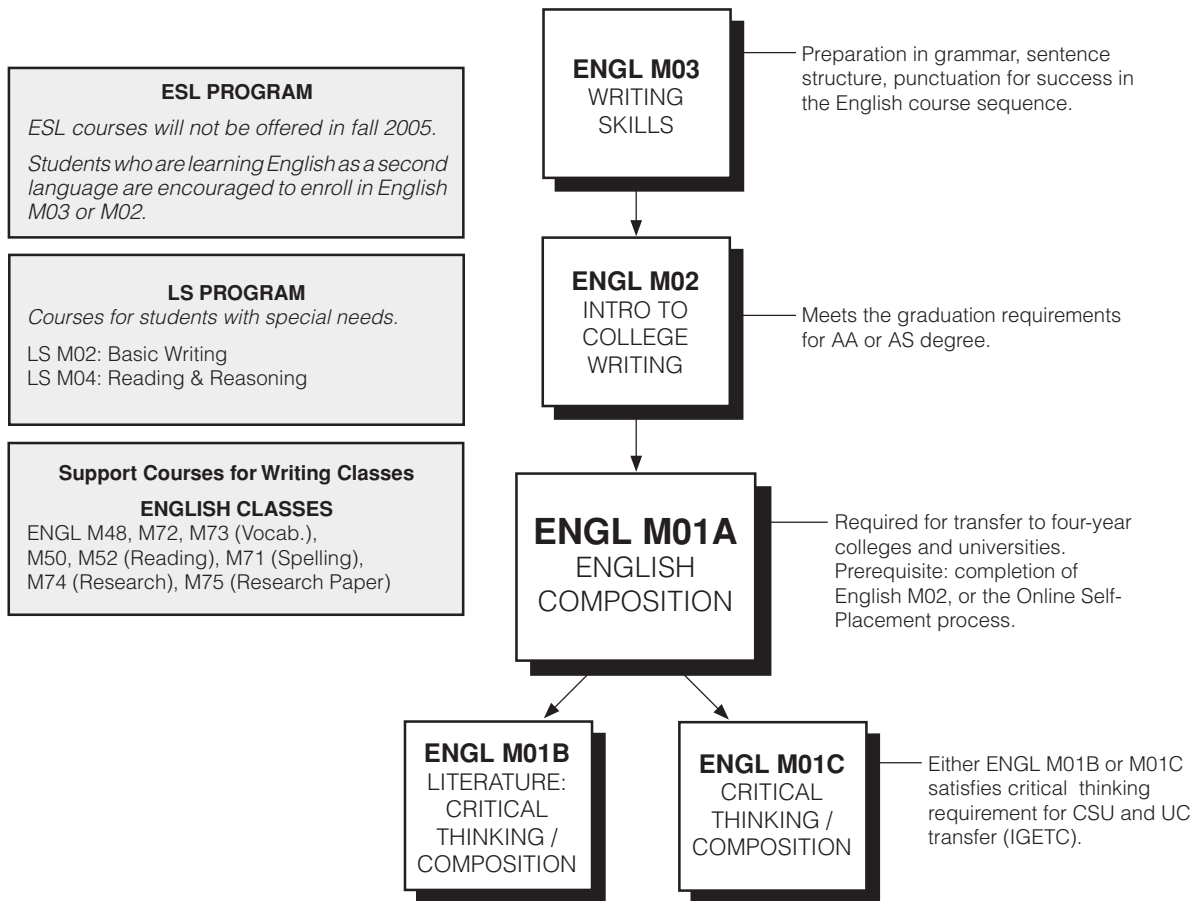 ESL PROGRAM
ESL courses will not be offered in fall 2005.
Students who are learning English as a second
language are encouraged to enroll in English
M03 or M02.
LS PROGRAM
Courses for students with special needs.
LS M02: Basic Writing
LS M04: Reading & Reasoning
Support Courses for Writing Classes
ENGLISH CLASSES
ENGL M48, M72, M73 (Vocab.),
M50, M52 (Reading), M71 (Spelling),
M74 (Research), M75 (Research Paper)
ENGL M03
WRITING
SKILLS
Preparation in grammar, sentence
structure, punctuation for success in
the English course sequence.
ENGL M02
INTRO TO
COLLEGE
WRITING
Meets the graduation requirements
for AA or AS degree.
ENGL M01A
ENGLISH
COMPOSITION
Required for transfer to four-year
colleges and universities.
Prerequisite: completion of
English M02, or the Online Self-
Placement process.
ENGL M01B
LITERATURE:
CRITICAL
THINKING /
COMPOSITION
ENGL M01C
CRITICAL
THINKING /
COMPOSITION
Either ENGL M01B or M01C
satisfies critical thinking
requirement for CSU and UC
transfer (IGETC).